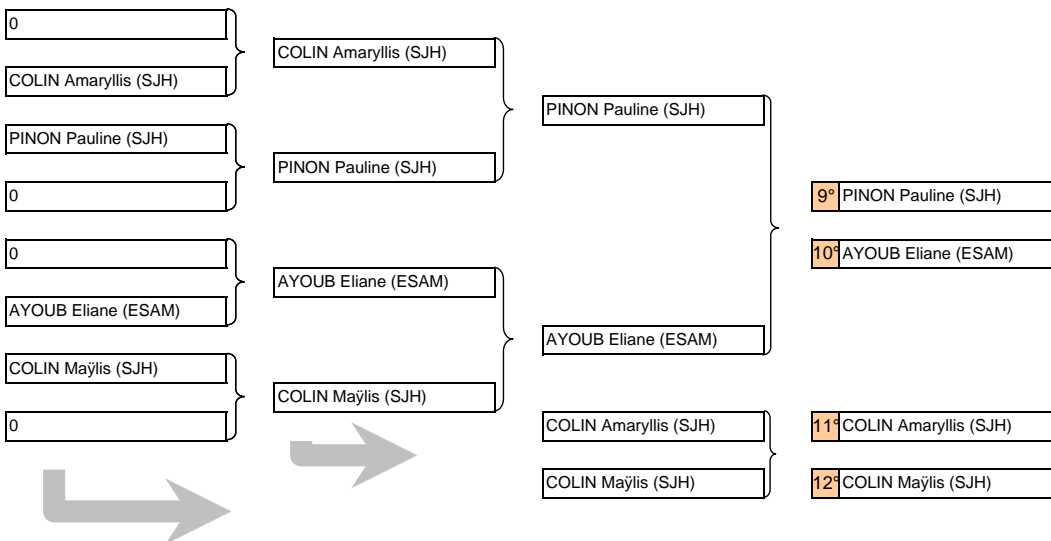 0
COLIN Amaryllis (SJH)
PINON Pauline (SJH)
0
0
AYOUB Eliane (ESAM)
COLIN Maÿlis (SJH)
0
COLIN Amaryllis (SJH)
PINON Pauline (SJH)
AYOUB Eliane (ESAM)
COLIN Maÿlis (SJH)
PINON Pauline (SJH)
AYOUB Eliane (ESAM)
COLIN Amaryllis (SJH)
COLIN Maÿlis (SJH)
9° PINON Pauline (SJH)
10° AYOUB Eliane (ESAM)
11° COLIN Amaryllis (SJH)
12° COLIN Maÿlis (SJH)